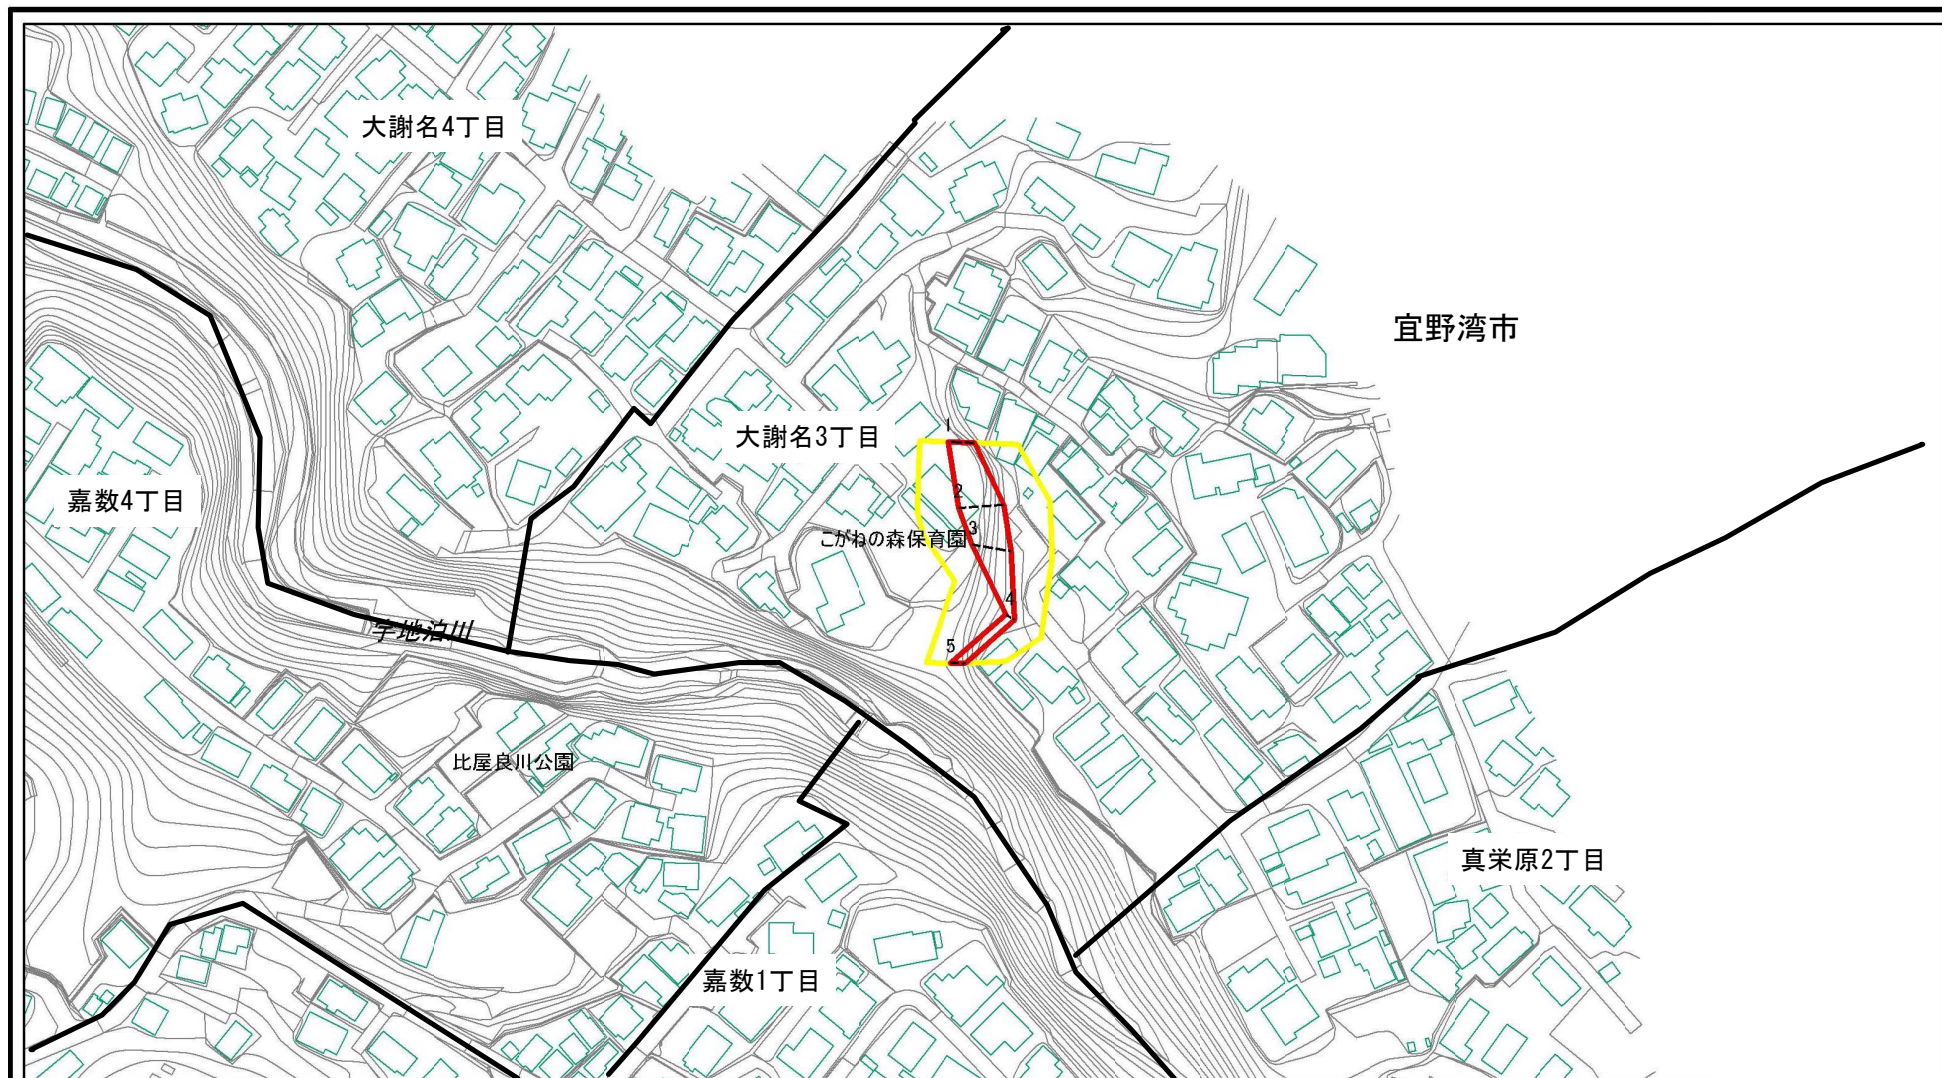 大謝名4丁目
宜野湾市
大謝名3丁目
1
嘉数4丁目
2
3
こがねの森保育園
4
宇地泊川
5
比屋良川公園
真栄原2丁目
嘉数1丁目